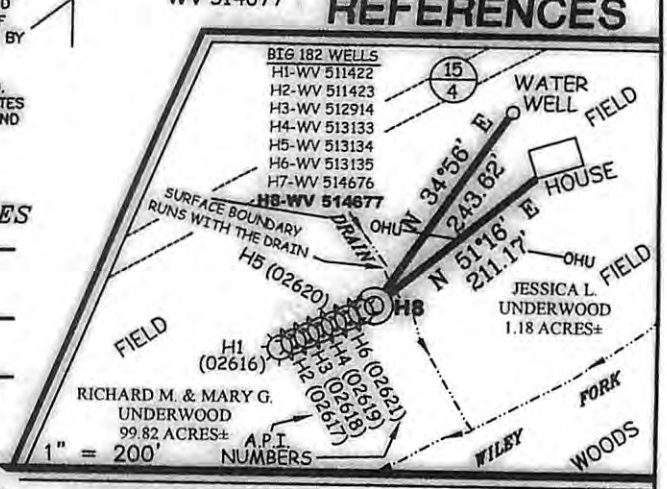 BY
WV 514677
REFERENCES
TES
ND
ES
BIG 182 WELLS
H1-WV 511422
H2-WV 511423
H3-WV 512914
H4-WV 513133
H5-WV 513134
H6-WV 513135
H7-WV 514676
H8-WV 514677
15
4
WATER
WELL
FIELD
HOUSE
SURFACE BOUNDARY
RUNS WITH THE DRAIN
DRAIN
OHU
N 34°56' E
243.62'
N 51°16' E
211.17'
OHU
FIELD
H5 (02620)
H8
JESSICA L.
UNDERWOOD
1.18 ACRES±
FIELD
H1
(02616)
H2 (02617)
H3 (02618)
H4 (02619)
H6 (02621)
RICHARD M. & MARY G.
UNDERWOOD
99.82 ACRES±
A.P.I.
NUMBERS
1" = 200'
WILEY
FORK
WOODS